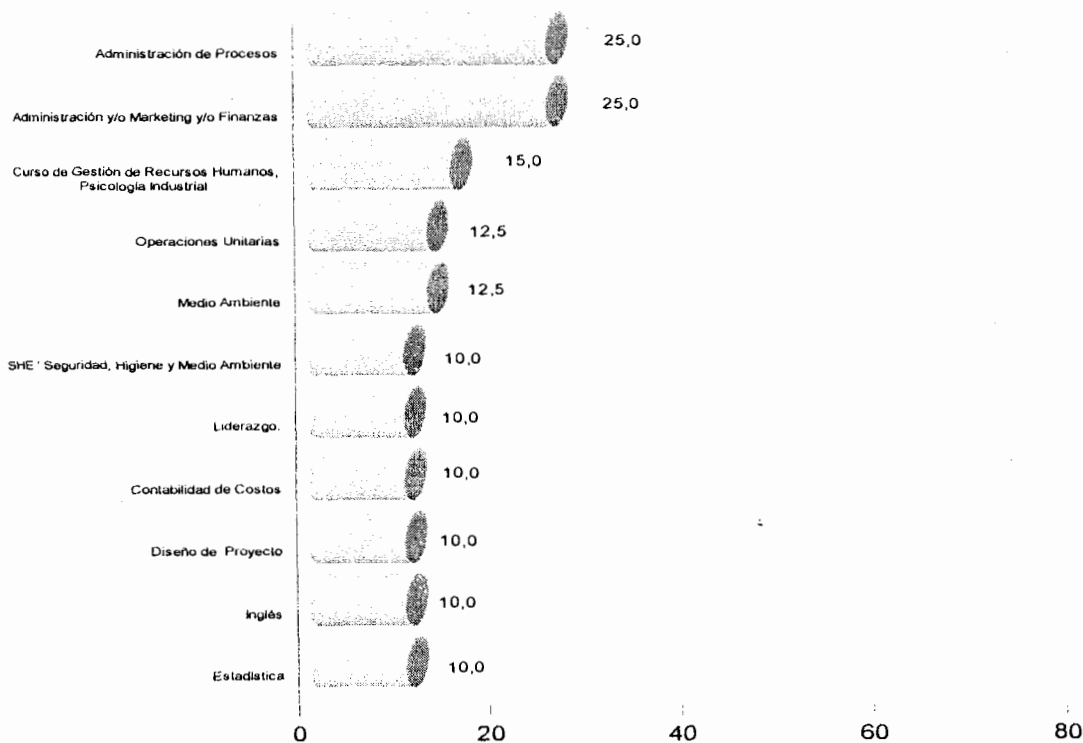 Administración de Procesos 25,0
Administración y/o Marketing y/o Finanzas 25,0
Curso de Gestión de Recursos Humanos,
Psicología Industrial 15,0
Operaciones Unitarias 12,5
Medio Ambiente 12,5
SHE ' Seguridad, Higiene y Medio Ambiente 10,0
Liderazgo. 10,0
Contabilidad de Costos 10,0
Diseño de Proyecto 10,0
Inglés 10,0
Estadística 10,0
0 20 40 60 80